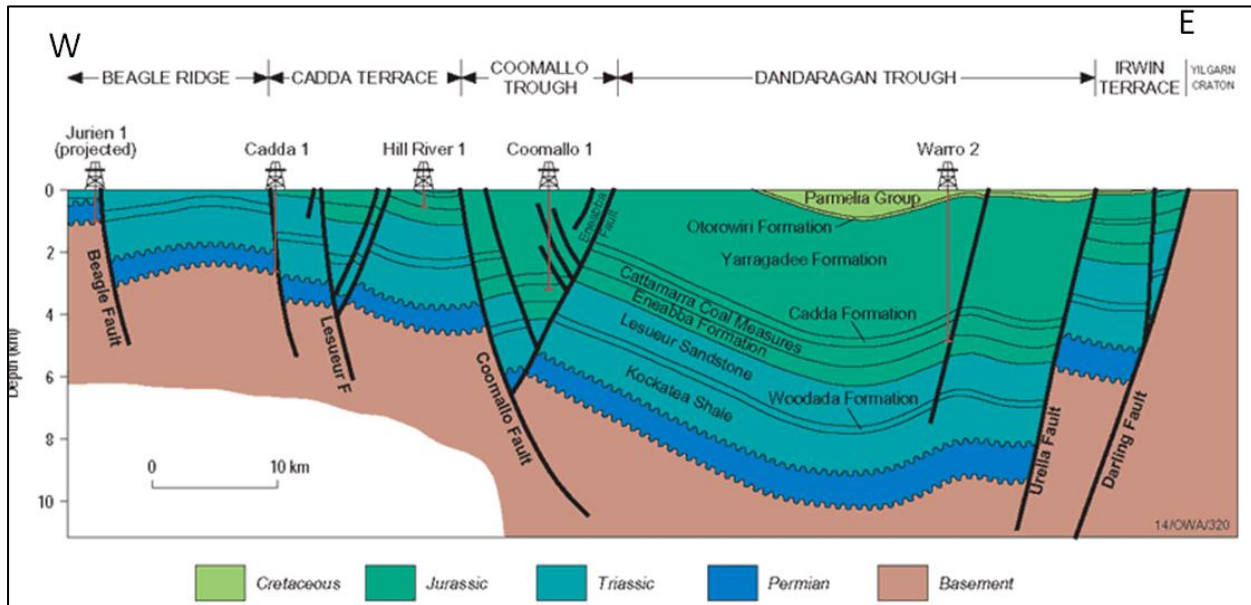 W
E
BEAGLE RIDGE
CADDA TERRACE
COOMALLO
TROUGH
DANDARAGAN TROUGH
IRWIN
TERRACE
YILGARN
CRATON
Jurien 1
(projected)
Cadda 1
Hill River 1
Coomallo 1
Warro 2
0
2
4
6
8
10
Depth (km)
Parmelia Group
Otorowiri Formation
Yarragadee Formation
Eneabba
Fault
Cattamarra Coal Measures
Cadda Formation
Eneabba Formation
Lesueur Sandstone
Woodada Formation
Kockatea Shale
Beagle Fault
Lesueur F
Coomallo Fault
Urella Fault
Darling Fault
0
10 km
14/OWA/320
Cretaceous
Jurassic
Triassic
Permian
Basement